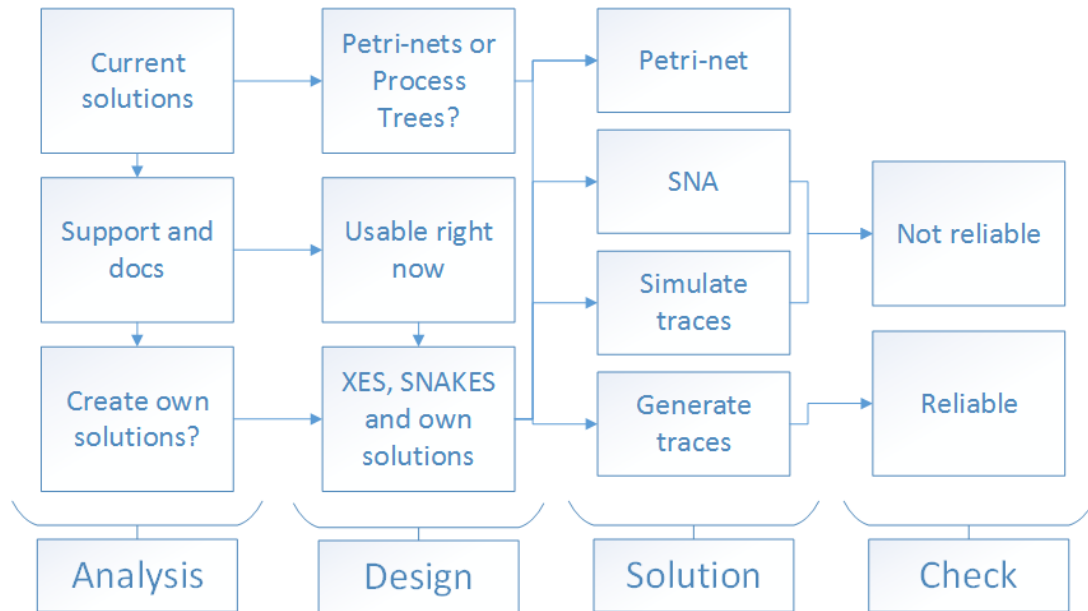 Current
solutions
Petri-nets or
Process
Trees?
Petri-net
Support and
docs
Usable right
now
SNA
Not reliable
Simulate
traces
Create own
solutions?
XES, SNAKES
and own
solutions
Generate
traces
Reliable
Analysis
Design
Solution
Check